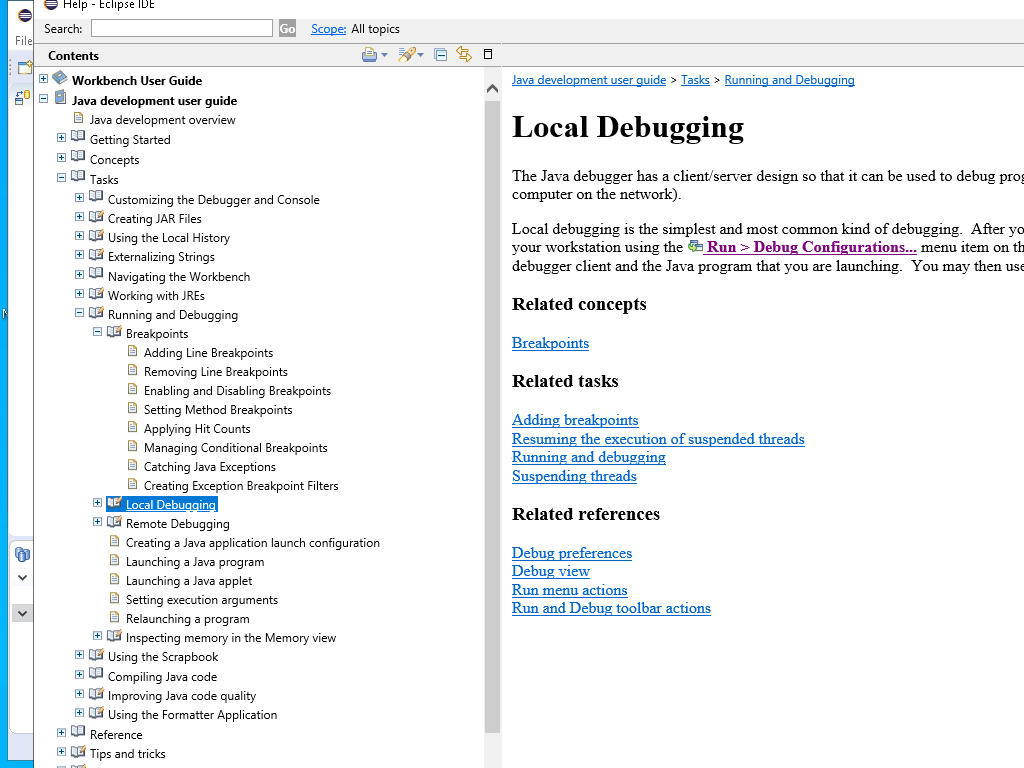 Help - Eclipse IDE
File
Search:
Go
Scope: All topics
Contents
Workbench User Guide
Java development user guide
Java development overview
Getting Started
Concepts
Tasks
Customizing the Debugger and Console
Creating JAR Files
Using the Local History
Externalizing Strings
Navigating the Workbench
Working with JREs
Running and Debugging
Breakpoints
Adding Line Breakpoints
Removing Line Breakpoints
Enabling and Disabling Breakpoints
Setting Method Breakpoints
Applying Hit Counts
Managing Conditional Breakpoints
Catching Java Exceptions
Creating Exception Breakpoint Filters
Local Debugging
Remote Debugging
Creating a Java application launch configuration
Launching a Java program
Launching a Java applet
Setting execution arguments
Relaunching a program
Inspecting memory in the Memory view
Using the Scrapbook
Compiling Java code
Improving Java code quality
Using the Formatter Application
Reference
Tips and tricks
Java development user guide > Tasks > Running and Debugging
Local Debugging
The Java debugger has a client/server design so that it can be used to debug prog
computer on the network).
Local debugging is the simplest and most common kind of debugging. After yo
your workstation using the Run > Debug Configurations... menu item on th
debugger client and the Java program that you are launching. You may then use
Related concepts
Breakpoints
Related tasks
Adding breakpoints
Resuming the execution of suspended threads
Running and debugging
Suspending threads
Related references
Debug preferences
Debug view
Run menu actions
Run and Debug toolbar actions